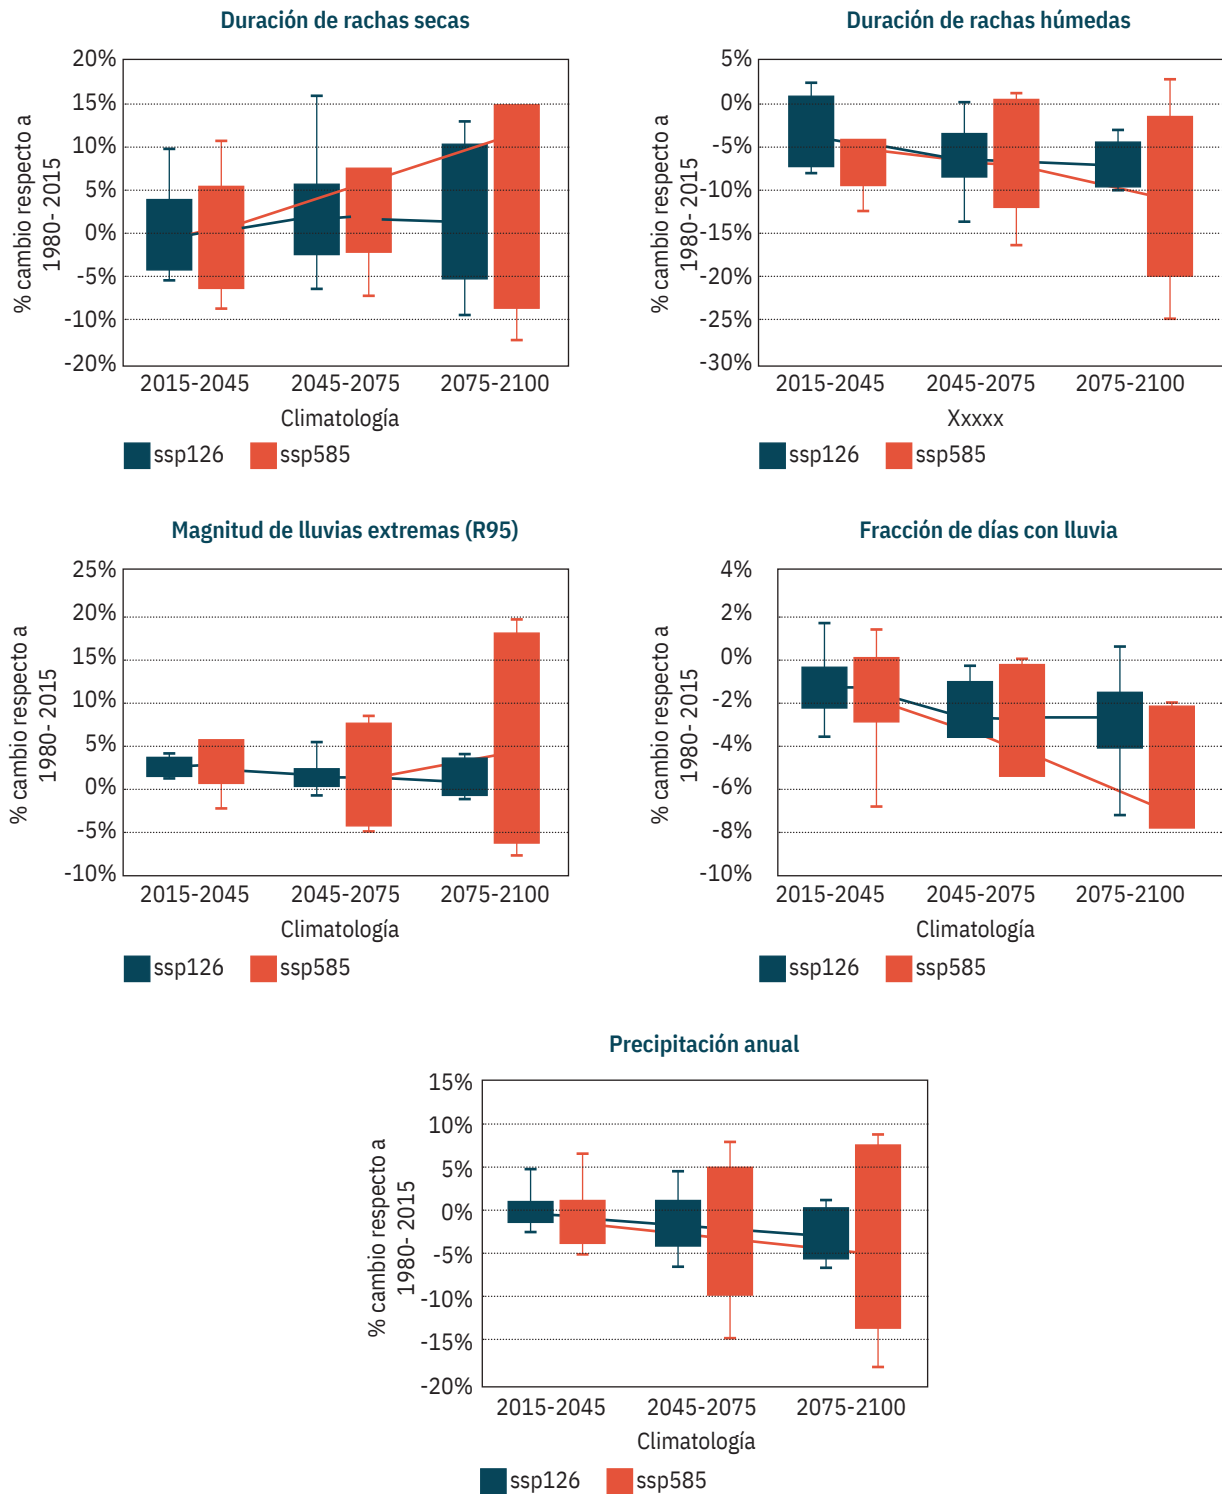 Duración de rachas secas
20%
15%
10%
5%
0%
-5%
-10%
-20%
% cambio respecto a
1980- 2015
2015-2045 2045-2075 2075-2100
Climatología
ssp126 ssp585
Duración de rachas húmedas
5%
0%
-5%
-10%
-15%
-20%
-25%
-30%
% cambio respecto a
1980- 2015
2015-2045 2045-2075 2075-2100
Xxxxx
ssp126 ssp585
Magnitud de lluvias extremas (R95)
25%
20%
15%
10%
5%
0%
-5%
-10%
% cambio respecto a
1980- 2015
2015-2045 2045-2075 2075-2100
Climatología
ssp126 ssp585
Fracción de días con lluvia
4%
2%
0%
-2%
-4%
-6%
-8%
-10%
% cambio respecto a
1980- 2015
2015-2045 2045-2075 2075-2100
Climatología
ssp126 ssp585
Precipitación anual
15%
10%
5%
0%
-5%
-10%
-15%
-20%
% cambio respecto a
1980- 2015
2015-2045 2045-2075 2075-2100
Climatología
ssp126 ssp585